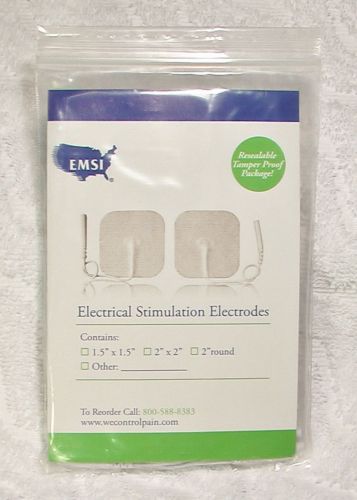 EMSI
Resealable
Tamper Proof
Package!
Electrical Stimulation Electrodes
Contains:
1.5" x 1.5" 2" x 2" 2"round
Other: ______________
To Reorder Call: 800-588-8383
www.wecontrolpain.com